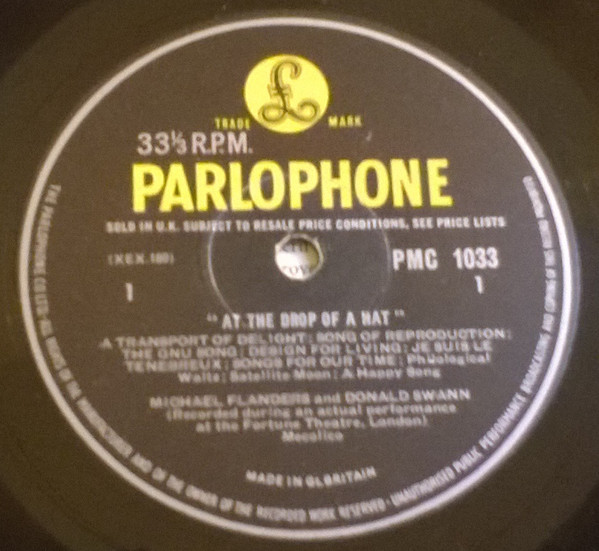 £
TRADE MARK
33⅓ R.P.M.
PARLOPHONE
SOLD IN U.K. SUBJECT TO RESALE PRICE CONDITIONS, SEE PRICE LISTS
(XEX.180)
PMC 1033
1
1
"AT THE DROP OF A HAT"
A TRANSPORT OF DELIGHT; SONG OF REPRODUCTION;
THE GNU SONG; DESIGN FOR LIVING; JE SUIS LE
TENEBREUX; SONGS FOR OUR TIME; Philological
Waltz; Satellite Moon; A Happy Song
MICHAEL FLANDERS and DONALD SWANN
(Recorded during an actual performance
at the Fortune Theatre, London)
Mecolico
MADE IN GT. BRITAIN
THE PARLOPHONE CO. LTD. ALL RIGHTS OF THE MANUFACTURER AND OF THE OWNER OF THE RECORDED WORK RESERVED · UNAUTHORISED PUBLIC PERFORMANCE BROADCASTING AND COPYING OF THIS RECORD PROHIBITED